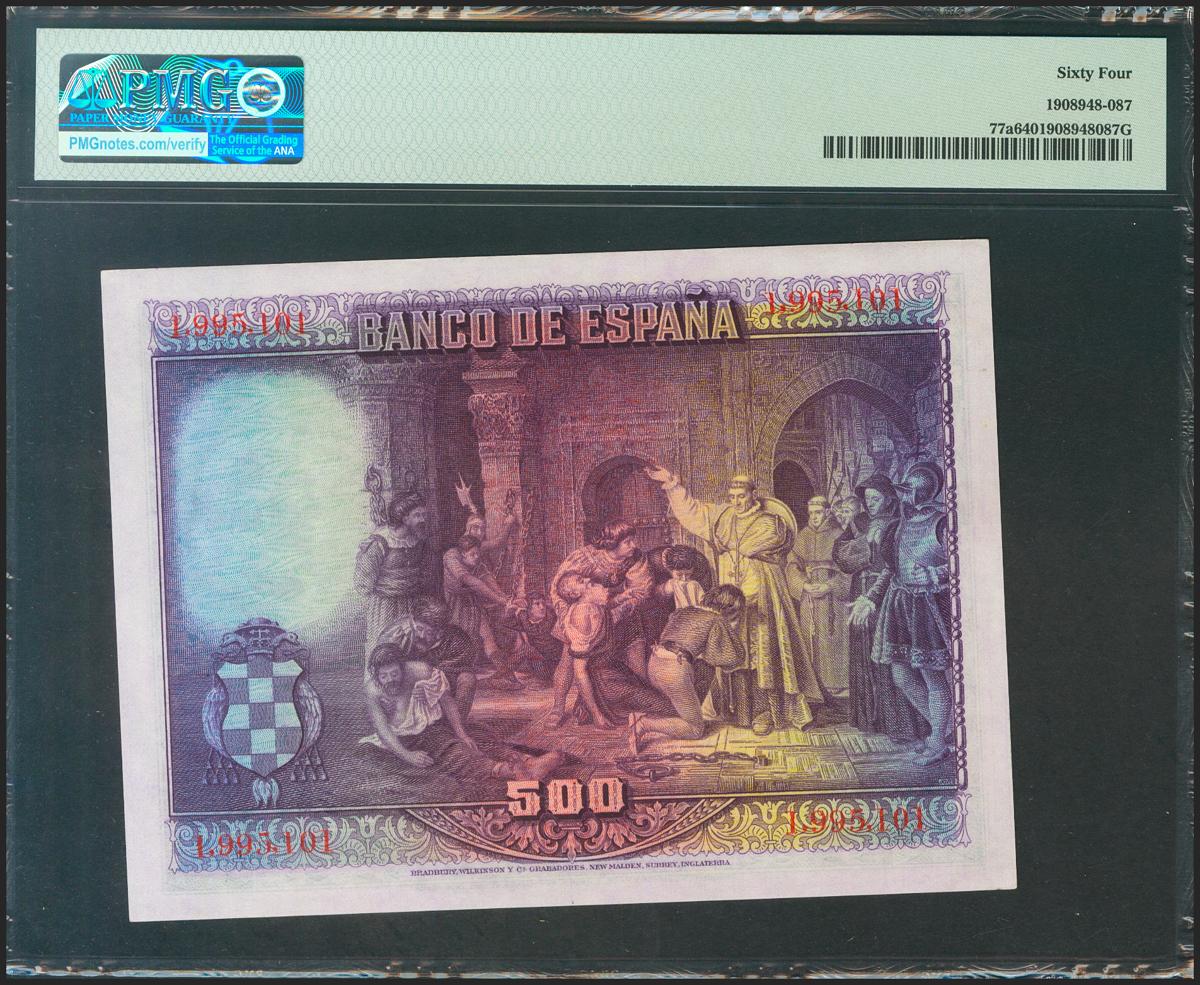 PMG
PAPER MONEY GUARANTY
PMGnotes.com/verify
The Official Grading
Service of the ANA
Sixty Four
1908948-087
77a6401908948087G
1.995.101
BANCO DE ESPAÑA
1.995.101
500
1.995.101
1.995.101
BRADBURY, WILKINSON Y Cª GRABADORES. NEW MALDEN, SURREY, INGLATERRA